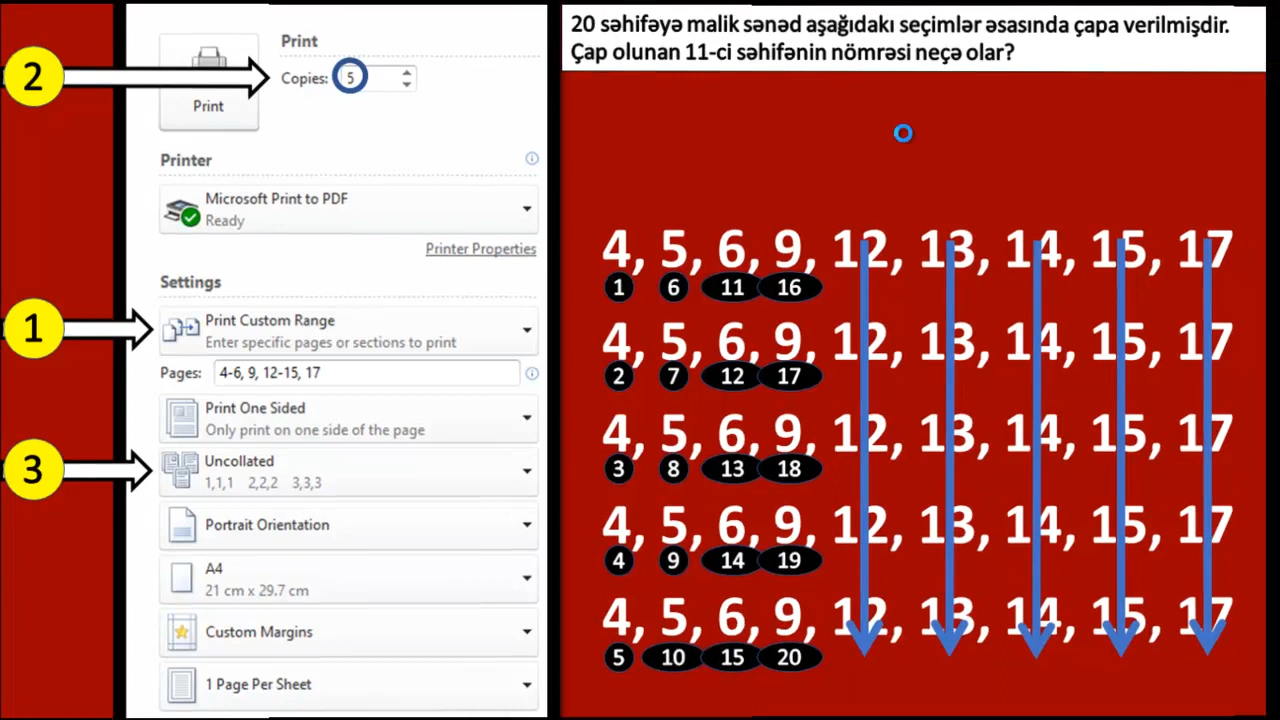 20 səhifəyə malik sənəd aşağıdakı seçimlər əsasında çapa verilmişdir.
Çap olunan 11-ci səhifənin nömrəsi neçə olar?
2
Print
Print
Copies: 5
Printer
Microsoft Print to PDF
Ready
Printer Properties
Settings
1
Print Custom Range
Enter specific pages or sections to print
Pages: 4-6, 9, 12-15, 17
Print One Sided
Only print on one side of the page
3
Uncollated
1,1,1 2,2,2 3,3,3
Portrait Orientation
A4
21 cm x 29.7 cm
Custom Margins
1 Page Per Sheet
4, 5, 6, 9, 12, 13, 14, 15, 17
1 6 11 16
4, 5, 6, 9, 12, 13, 14, 15, 17
2 7 12 17
4, 5, 6, 9, 12, 13, 14, 15, 17
3 8 13 18
4, 5, 6, 9, 12, 13, 14, 15, 17
4 9 14 19
4, 5, 6, 9, 12, 13, 14, 15, 17
5 10 15 20